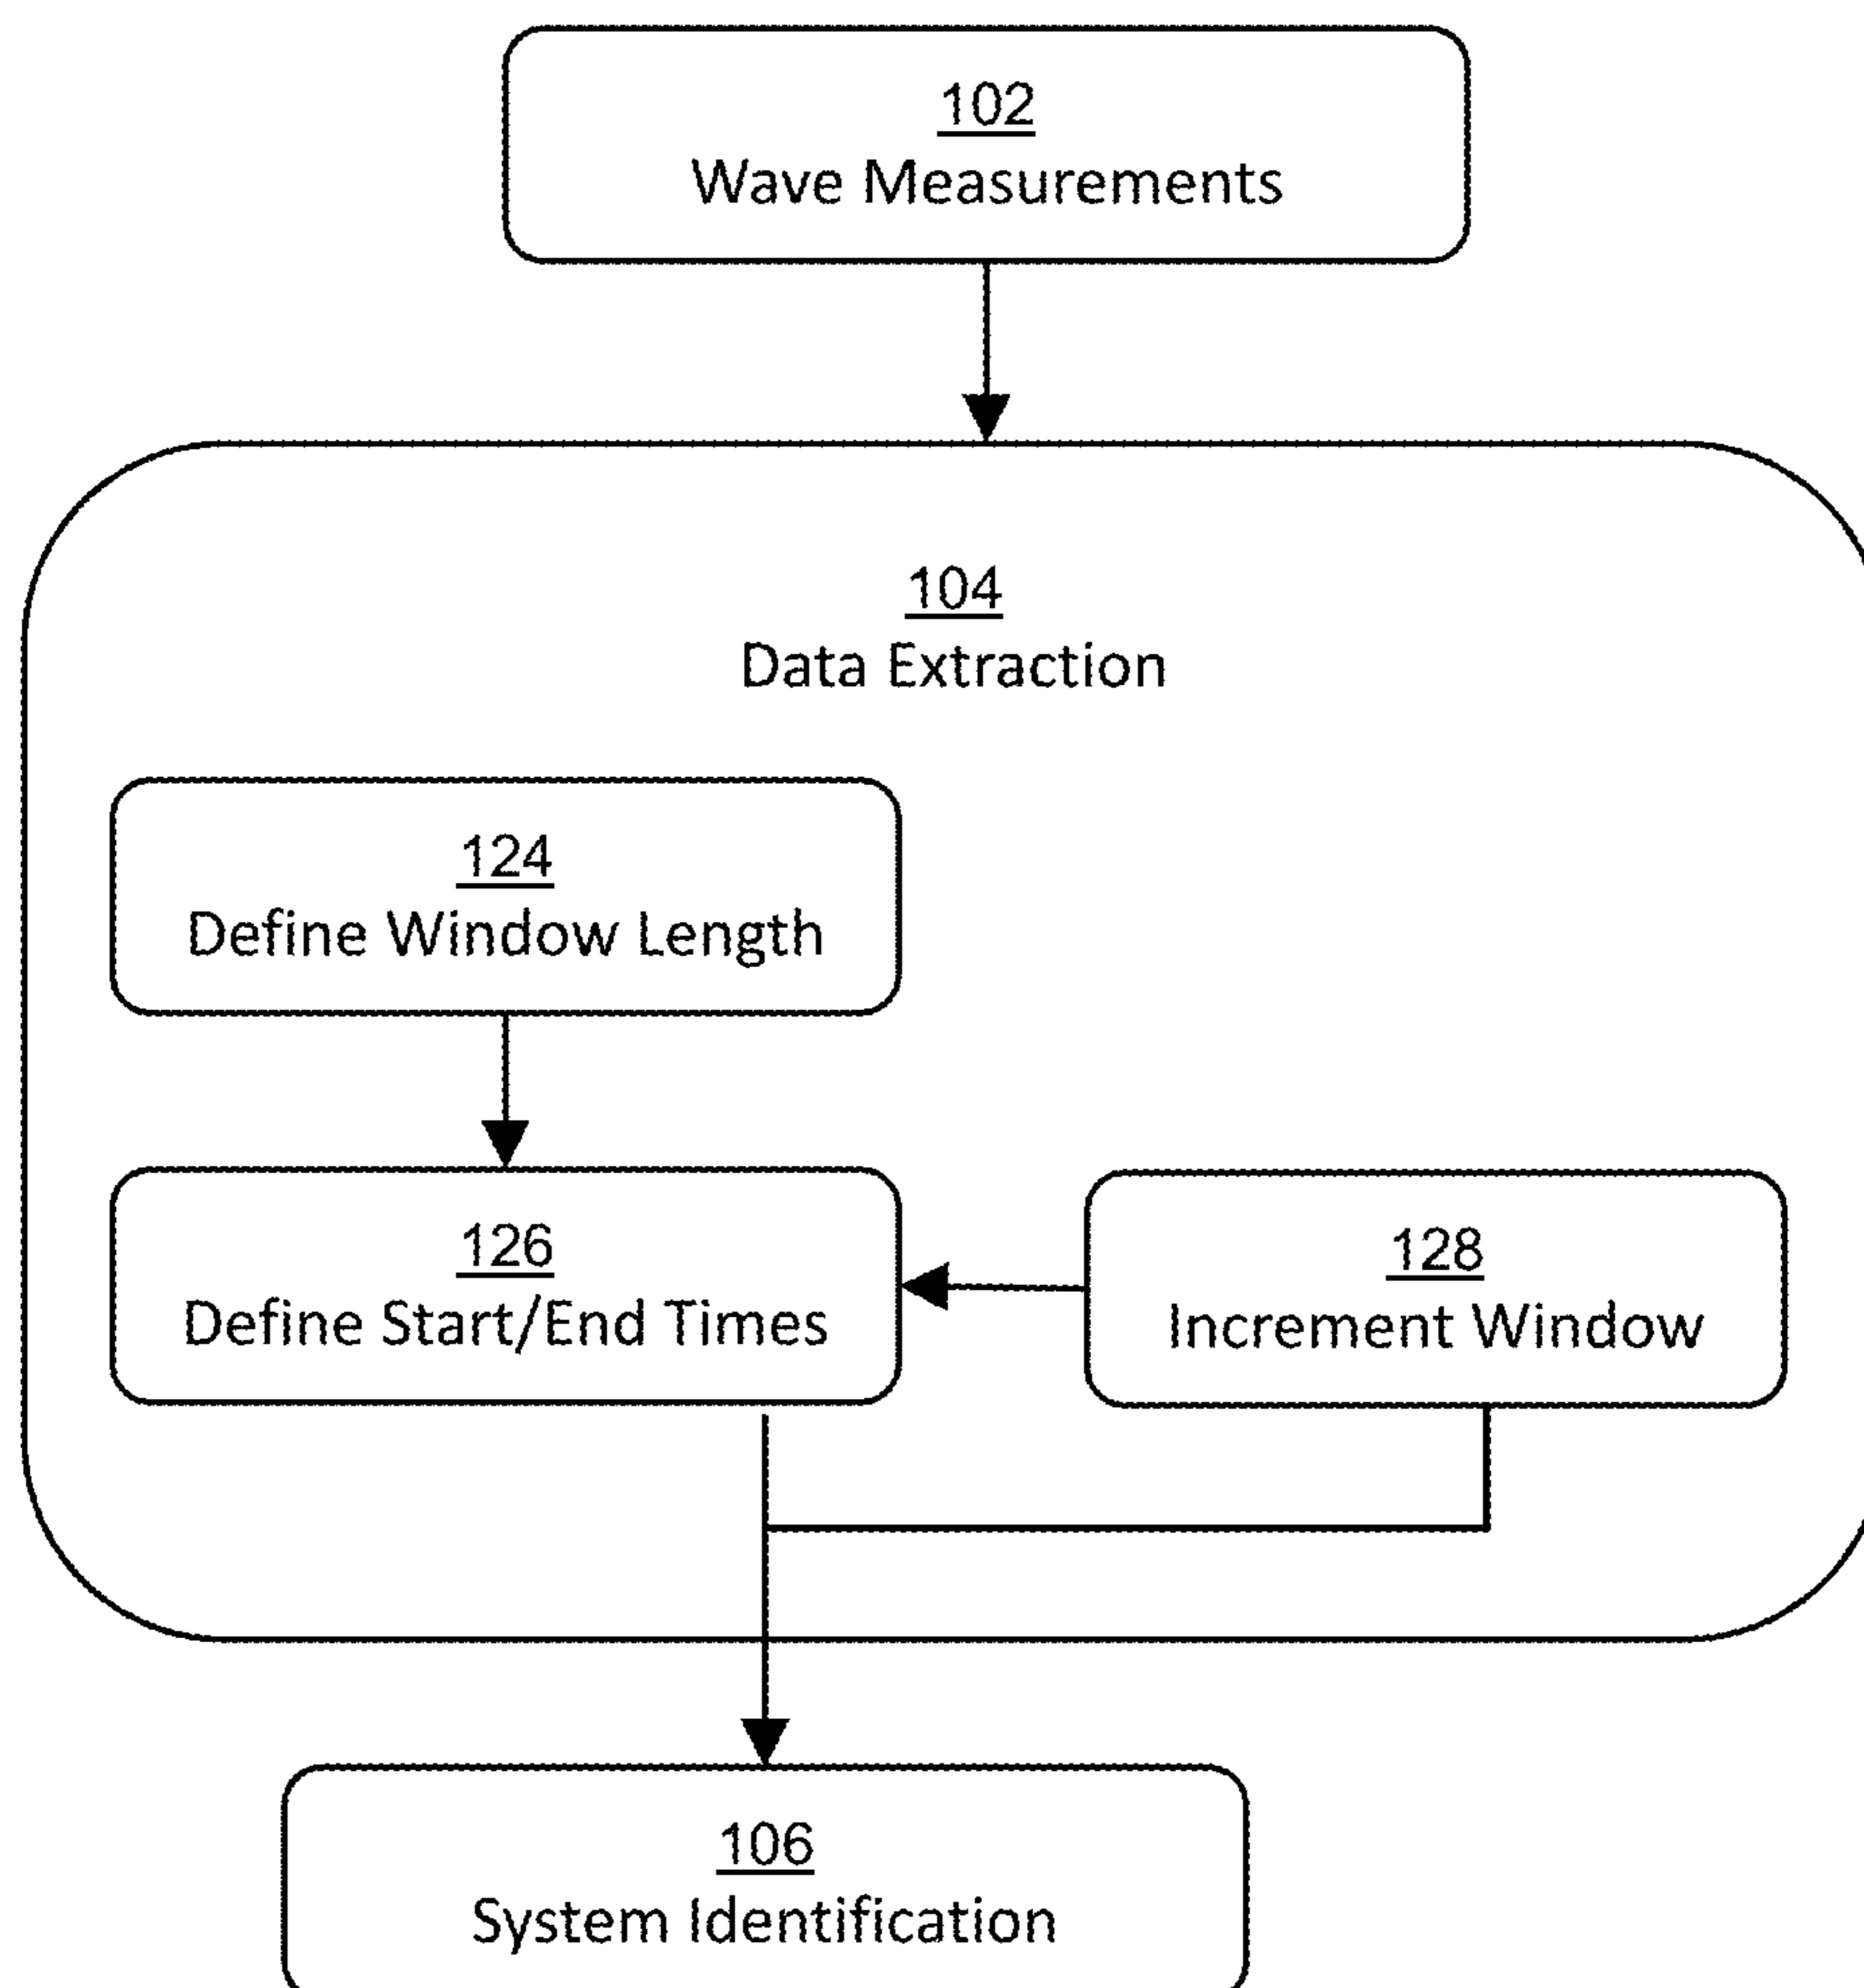 102
Wave Measurements
104
Data Extraction
124
Define Window Length
126
Define Start/End Times
128
Increment Window
106
System Identification